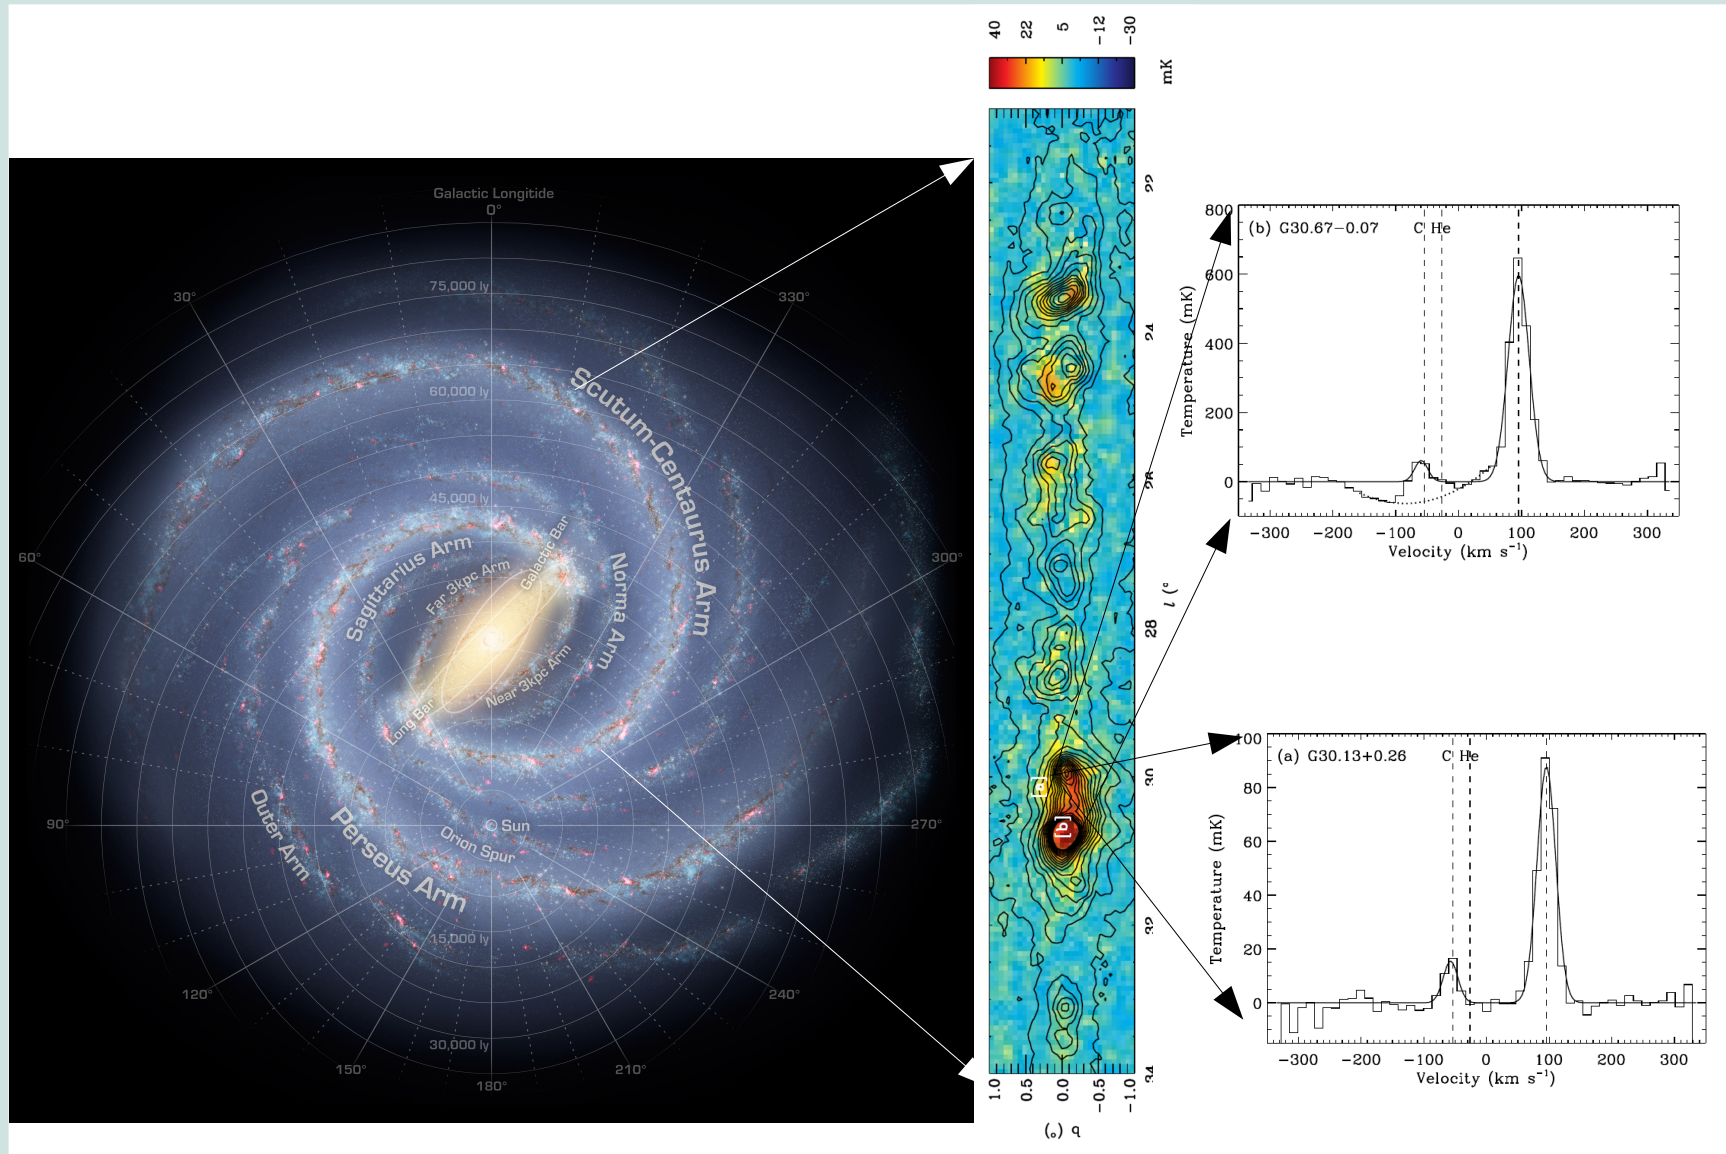 Galactic Longitide
0°
30°
330°
75,000 ly
60,000 ly
Scutum-Centaurus Arm
45,000 ly
Sagittarius Arm
Far 3kpc Arm
Galactic Bar
Norma Arm
60°
300°
Near 3kpc Arm
Long Bar
Outer Arm
Perseus Arm
Orion Spur
Sun
90°
270°
15,000 ly
120°
240°
30,000 ly
150°
210°
180°
40 22 5 -12 -30
mK
22
24
26
28
30
32
34
l (°)
[a]
[b]
1.0 0.5 0.0 -0.5 -1.0
b (°)
(b) G30.67-0.07 C He
800
600
400
200
0
Temperature (mK)
-300 -200 -100 0 100 200 300
Velocity (km s⁻¹)
(a) G30.13+0.26 C He
100
80
60
40
20
0
Temperature (mK)
-300 -200 -100 0 100 200 300
Velocity (km s⁻¹)